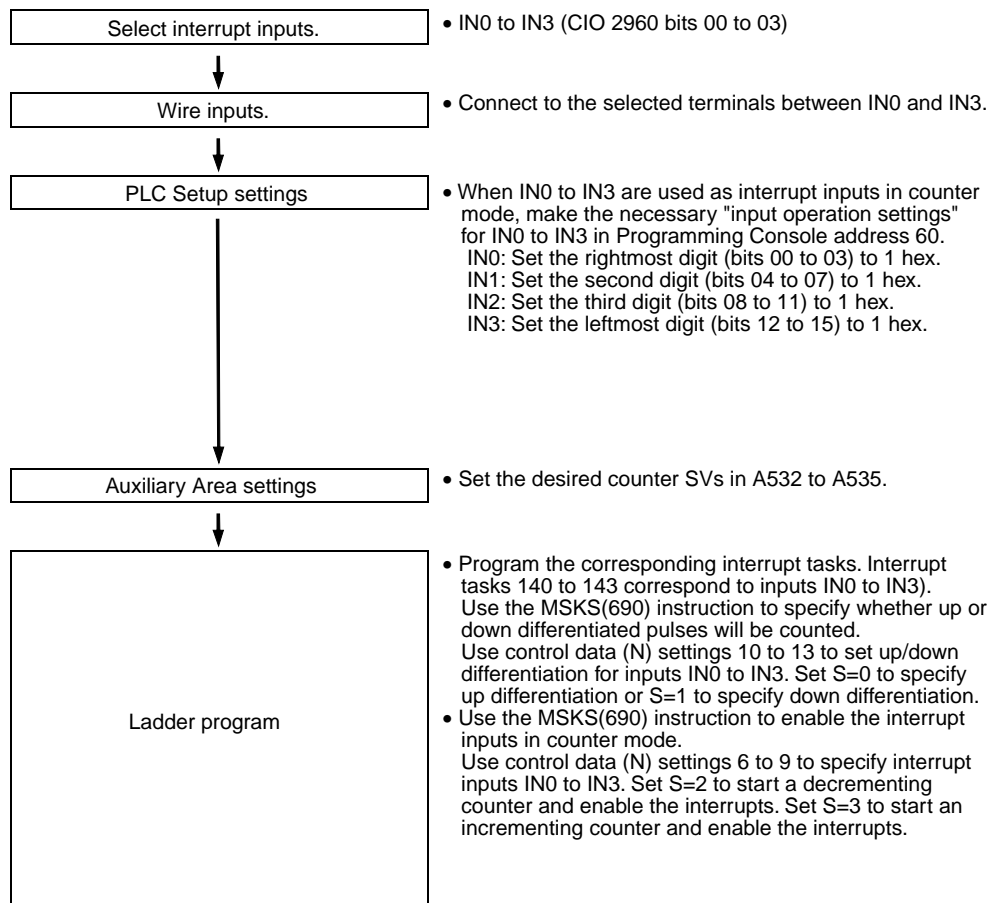 Select interrupt inputs.
• IN0 to IN3 (CIO 2960 bits 00 to 03)
Wire inputs.
• Connect to the selected terminals between IN0 and IN3.
PLC Setup settings
• When IN0 to IN3 are used as interrupt inputs in counter
mode, make the necessary "input operation settings"
for IN0 to IN3 in Programming Console address 60.
IN0: Set the rightmost digit (bits 00 to 03) to 1 hex.
IN1: Set the second digit (bits 04 to 07) to 1 hex.
IN2: Set the third digit (bits 08 to 11) to 1 hex.
IN3: Set the leftmost digit (bits 12 to 15) to 1 hex.
Auxiliary Area settings
• Set the desired counter SVs in A532 to A535.
Ladder program
• Program the corresponding interrupt tasks. Interrupt
tasks 140 to 143 correspond to inputs IN0 to IN3).
Use the MSKS(690) instruction to specify whether up or
down differentiated pulses will be counted.
Use control data (N) settings 10 to 13 to set up/down
differentiation for inputs IN0 to IN3. Set S=0 to specify
up differentiation or S=1 to specify down differentiation.
• Use the MSKS(690) instruction to enable the interrupt
inputs in counter mode.
Use control data (N) settings 6 to 9 to specify interrupt
inputs IN0 to IN3. Set S=2 to start a decrementing
counter and enable the interrupts. Set S=3 to start an
incrementing counter and enable the interrupts.